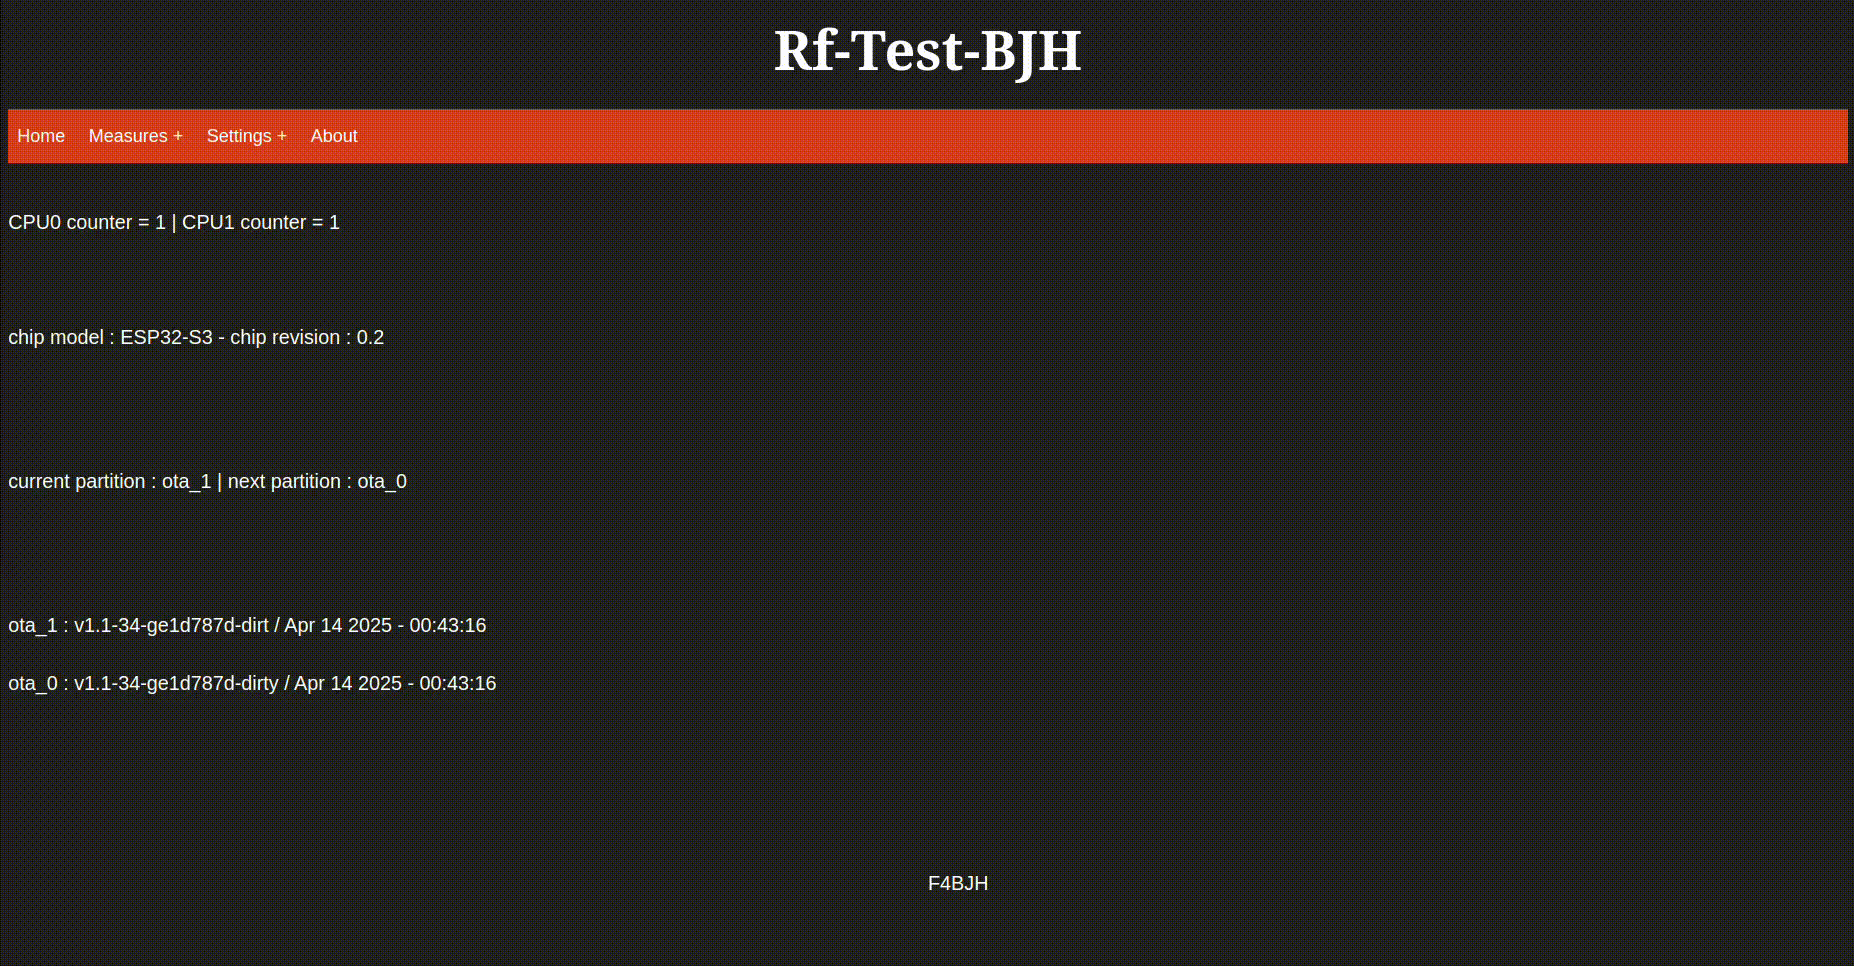 Rf-Test-BJH
Home Measures + Settings + About
CPU0 counter = 1 | CPU1 counter = 1
chip model : ESP32-S3 - chip revision : 0.2
current partition : ota_1 | next partition : ota_0
ota_1 : v1.1-34-ge1d787d-dirt / Apr 14 2025 - 00:43:16
ota_0 : v1.1-34-ge1d787d-dirty / Apr 14 2025 - 00:43:16
F4BJH